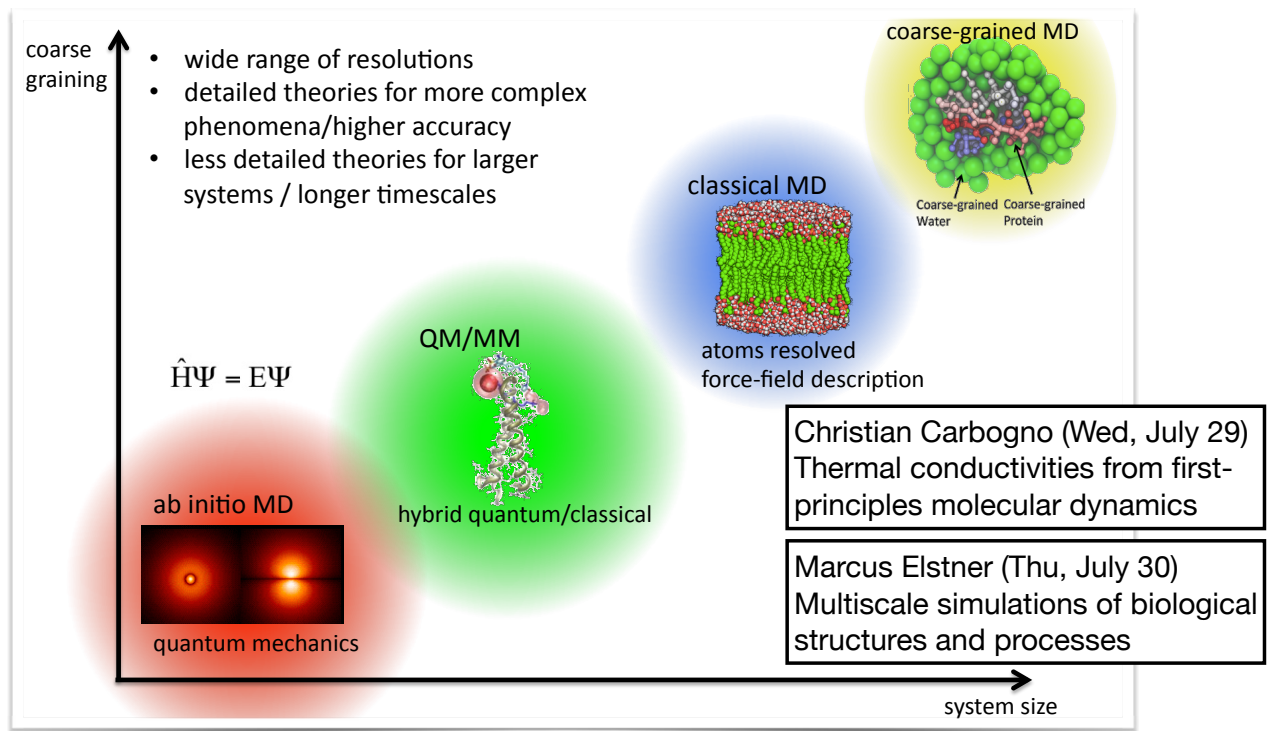 coarse
graining
• wide range of resolutions
• detailed theories for more complex
phenomena/higher accuracy
• less detailed theories for larger
systems / longer timescales
coarse-grained MD
Coarse-grained Water
Coarse-grained Protein
classical MD
atoms resolved
force-field description
QM/MM
hybrid quantum/classical
ĤΨ = EΨ
ab initio MD
quantum mechanics
Christian Carbogno (Wed, July 29)
Thermal conductivities from first-
principles molecular dynamics
Marcus Elstner (Thu, July 30)
Multiscale simulations of biological
structures and processes
system size